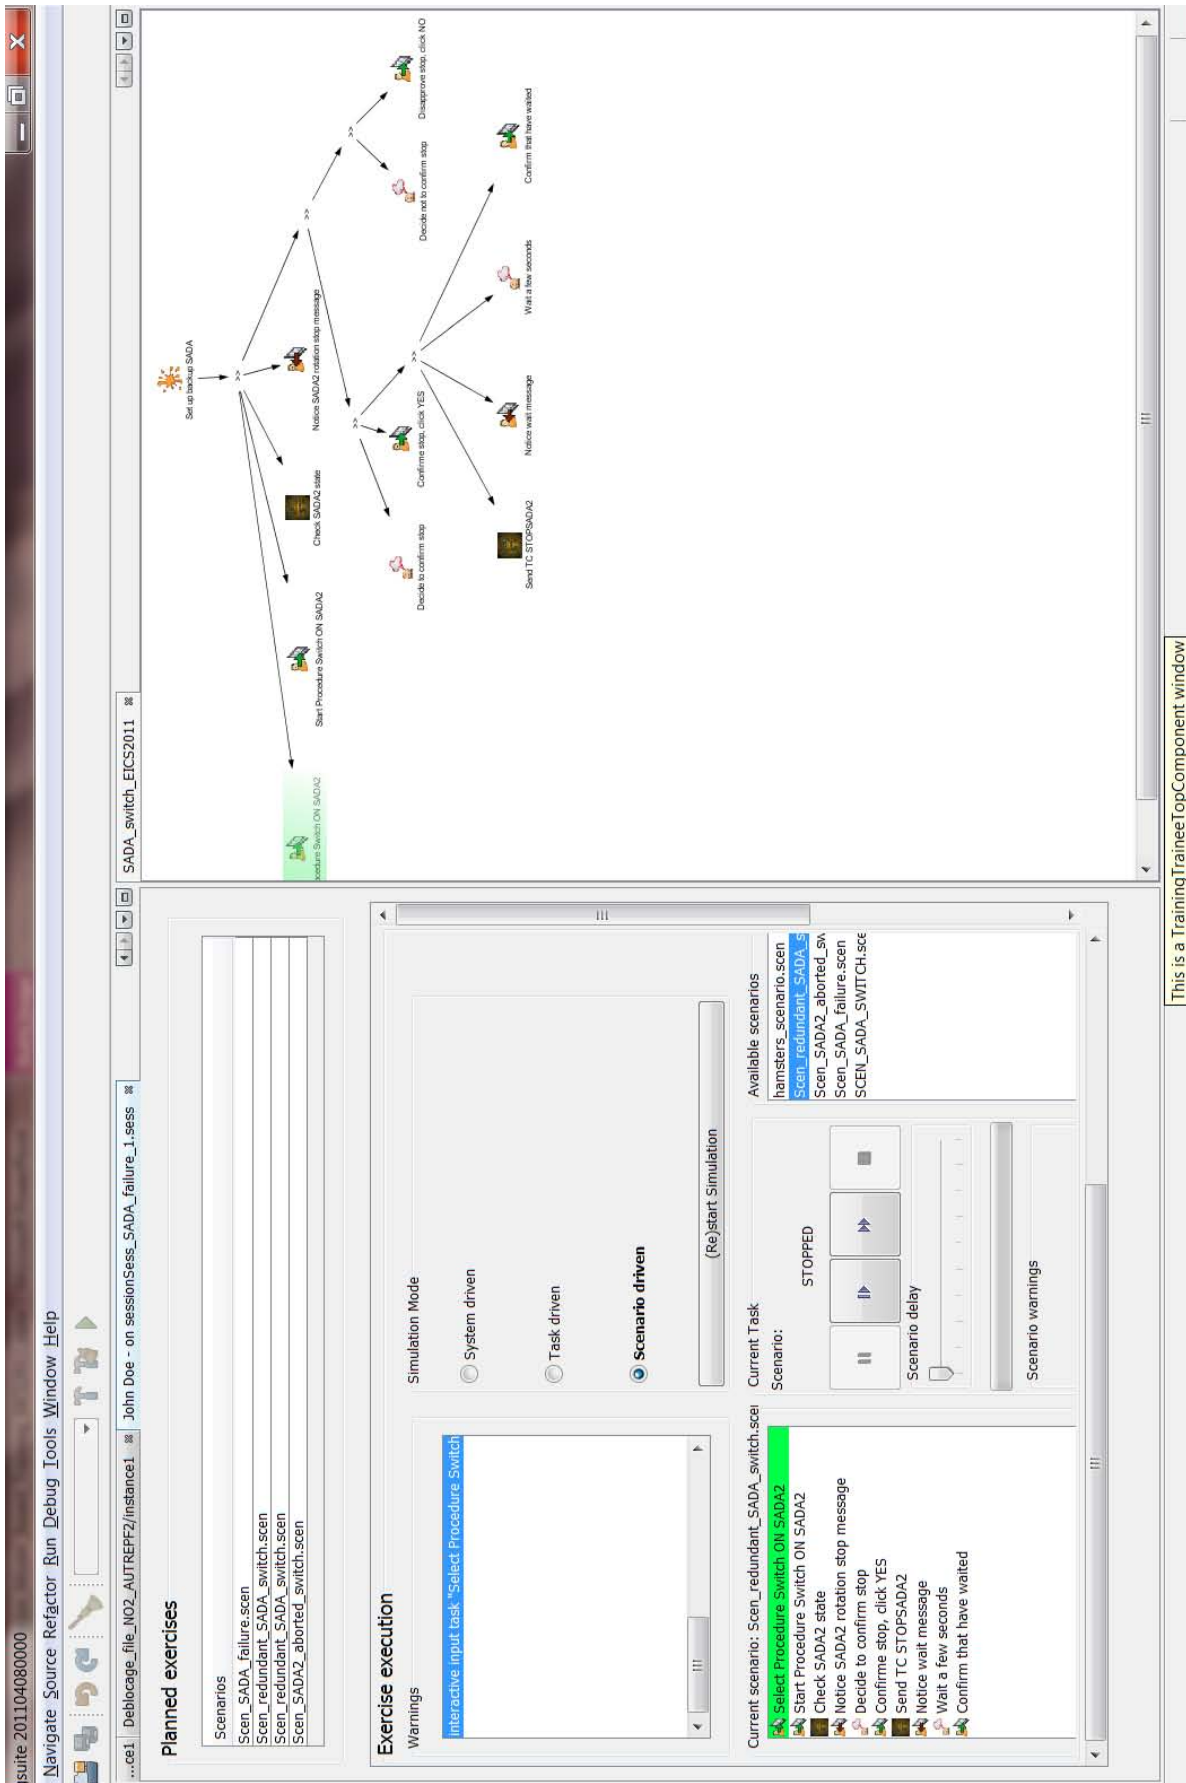 suite 201104080000
Navigate Source Refactor Run Debug Tools Window Help
...ce1
Deblocage_file_NO2_AUTREPF2/instance1
John Doe - on sessionSess_SADA_failure_1.sess
SADA_switch_EICS2011
Planned exercises
Scenarios
Scen_SADA_failure.scen
Scen_redundant_SADA_switch.scen
Scen_redundant_SADA_switch.scen
Scen_SADA2_aborted_switch.scen
Exercise execution
Warnings
interactive input task "Select Procedure Switch
Simulation Mode
System driven
Task driven
Scenario driven
(Re)start Simulation
Current scenario: Scen_redundant_SADA_switch.scei
Select Procedure Switch ON SADA2
Start Procedure Switch ON SADA2
Check SADA2 state
Notice SADA2 rotation stop message
Decide to confirm stop
Confirme stop, click YES
Send TC STOPSADA2
Notice wait message
Wait a few seconds
Confirm that have waited
Current Task
Scenario:
STOPPED
Scenario delay
Scenario warnings
Available scenarios
hamsters_scenario.scen
Scen_redundant_SADA_s
Scen_SADA2_aborted_sw
Scen_SADA_failure.scen
SCEN_SADA_SWITCH.sce
Set up backup SADA
>>
ocedure Switch ON SADA2
Start Procedure Switch ON SADA2
Check SADA2 state
Notice SADA2 rotation stop message
>>
>>
>>
Decide to confirm stop
Confirme stop, click YES
>>
Decide not to confirm stop
Disapprove stop, click NO
Send TC STOPSADA2
Notice wait message
Wait a few seconds
Confirm that have waited
This is a TrainingTraineeTopComponent window